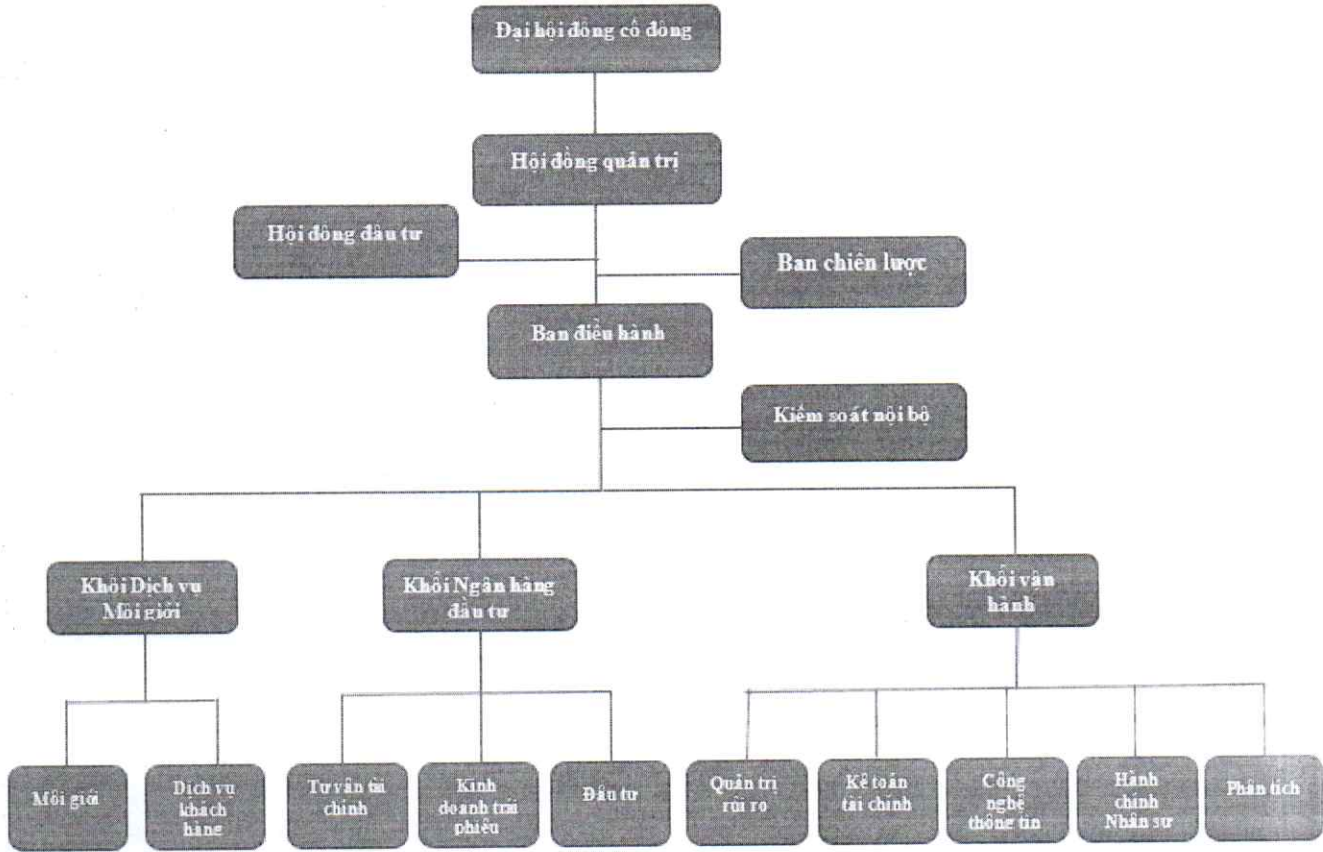 Đại hội đồng cổ đông
Hội đồng quản trị
Hội đồng đầu tư
Ban chiến lược
Ban điều hành
Kiểm soát nội bộ
Khối Dịch vụ
Môi giới
Khối Ngân hàng
đầu tư
Khối vận
hành
Môi giới
Dịch vụ
khách
hàng
Tư vấn tài
chính
Kinh
doanh trái
phiếu
Đầu tư
Quản trị
rủi ro
Kế toán
tài chính
Công
nghệ
thông tin
Hành
chính
Nhân sự
Phân tích